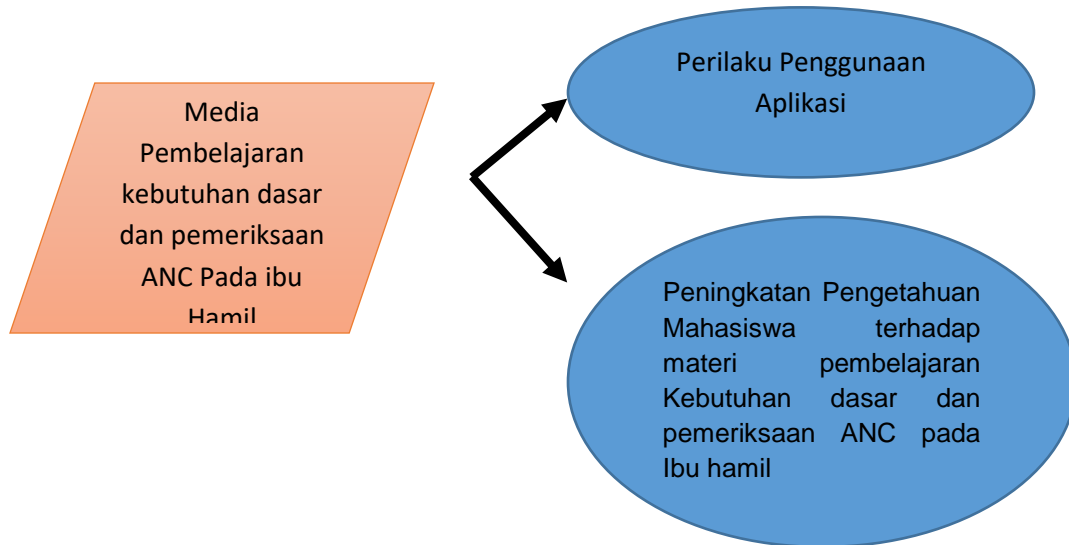 Media
Pembelajaran
kebutuhan dasar
dan pemeriksaan
ANC Pada ibu
Hamil
Perilaku Penggunaan
Aplikasi
Peningkatan Pengetahuan
Mahasiswa terhadap
materi pembelajaran
Kebutuhan dasar dan
pemeriksaan ANC pada
Ibu hamil